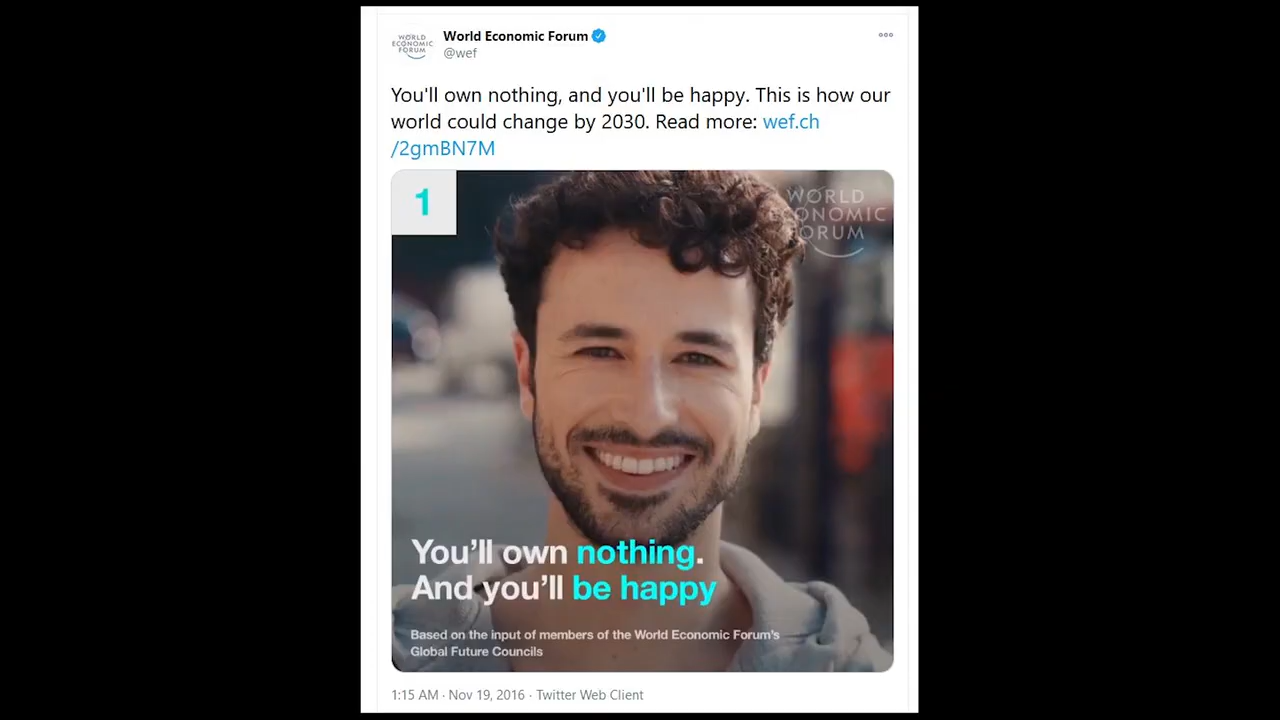 WORLD
ECONOMIC
FORUM
World Economic Forum
@wef
You'll own nothing, and you'll be happy. This is how our
world could change by 2030. Read more: wef.ch
/2gmBN7M
1
WORLD
ECONOMIC
FORUM
You'll own nothing.
And you'll be happy
Based on the input of members of the World Economic Forum's
Global Future Councils
1:15 AM · Nov 19, 2016 · Twitter Web Client